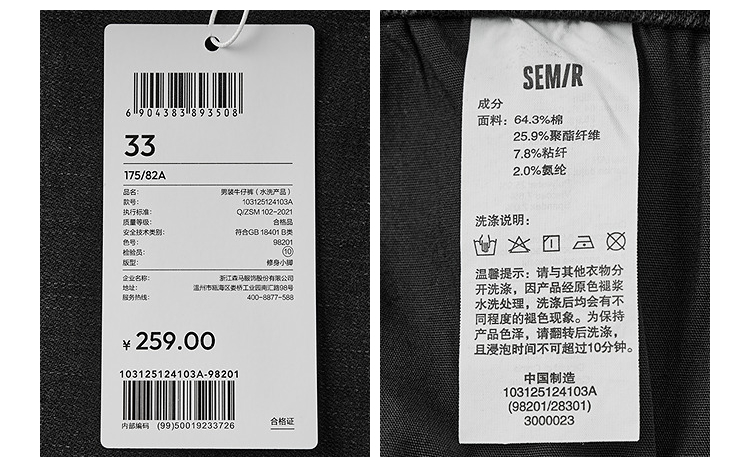 6 904383 893508
33
175/82A
品名: 男装牛仔裤(水洗产品)
款号: 103125124103A
执行标准: Q/ZSM 102-2021
质量等级: 合格品
安全技术类别: 符合GB 18401 B类
色号: 98201
检验员: 10
版型: 修身小脚
企业名称: 浙江森马服饰股份有限公司
地址: 温州市瓯海区娄桥工业园南汇路98号
服务热线: 400-8877-588
¥ 259.00
103125124103A-98201
内部编码 (99)50019233726
合格证
SEM/R
成分
面料: 64.3%棉
25.9%聚酯纤维
7.8%粘纤
2.0%氨纶
洗涤说明:
温馨提示: 请与其他衣物分
开洗涤, 因产品经原色褪浆
水洗处理, 洗涤后均会有不
同程度的褪色现象。为保持
产品色泽, 请翻转后洗涤,
且浸泡时间不可超过10分钟。
中国制造
103125124103A
(98201/28301)
3000023